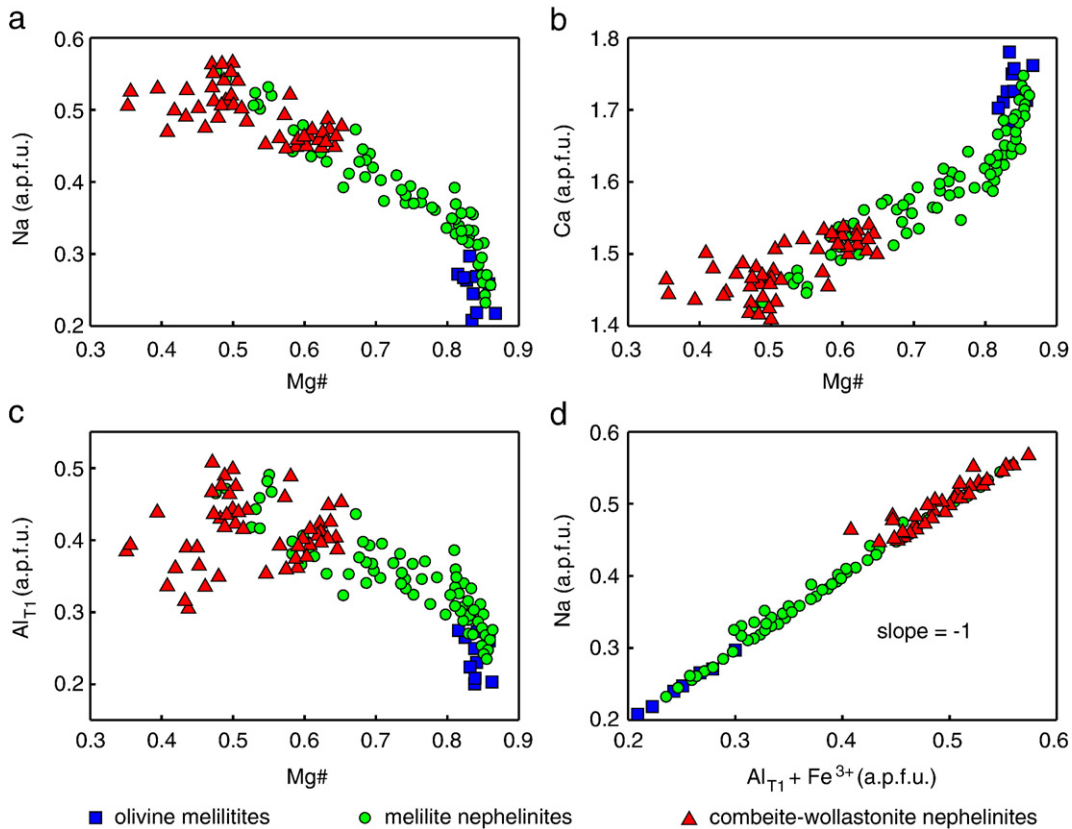 a
0.6
0.5
0.4
0.3
0.2
Na (a.p.f.u.)
0.3 0.4 0.5 0.6 0.7 0.8 0.9
Mg#
b
1.8
1.7
1.6
1.5
1.4
Ca (a.p.f.u.)
0.3 0.4 0.5 0.6 0.7 0.8 0.9
Mg#
c
0.5
0.4
0.3
0.2
Al_T1 (a.p.f.u.)
0.3 0.4 0.5 0.6 0.7 0.8 0.9
Mg#
d
0.6
0.5
0.4
0.3
0.2
Na (a.p.f.u.)
slope = -1
0.2 0.3 0.4 0.5 0.6
Al_T1 + Fe³⁺ (a.p.f.u.)
olivine melilitites
melilite nephelinites
combeite-wollastonite nephelinites